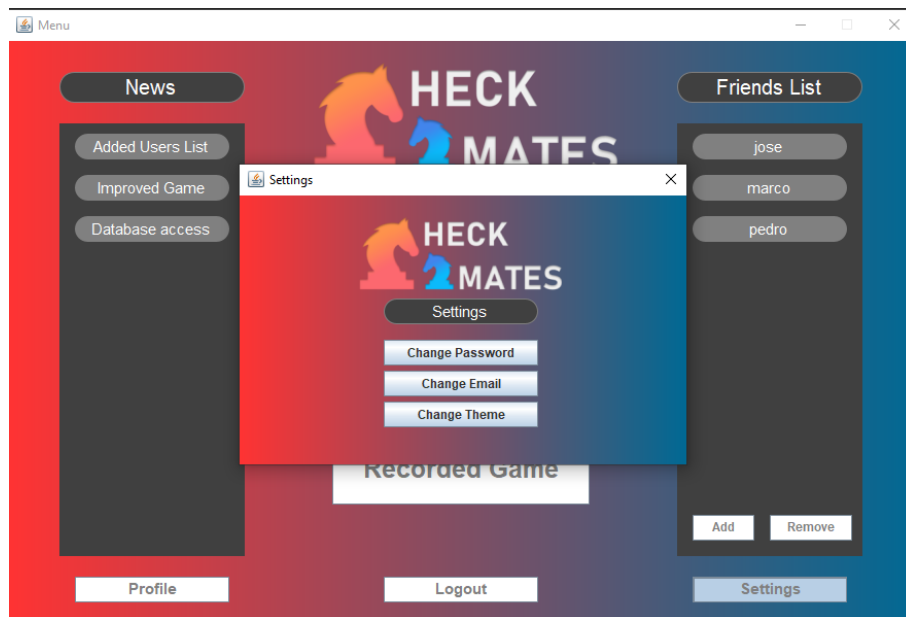 Menu
News
Added Users List
Improved Game
Database access
HECK
MATES
Friends List
jose
marco
pedro
Add
Remove
Settings
HECK
MATES
Settings
Change Password
Change Email
Change Theme
Recorded Game
Profile
Logout
Settings